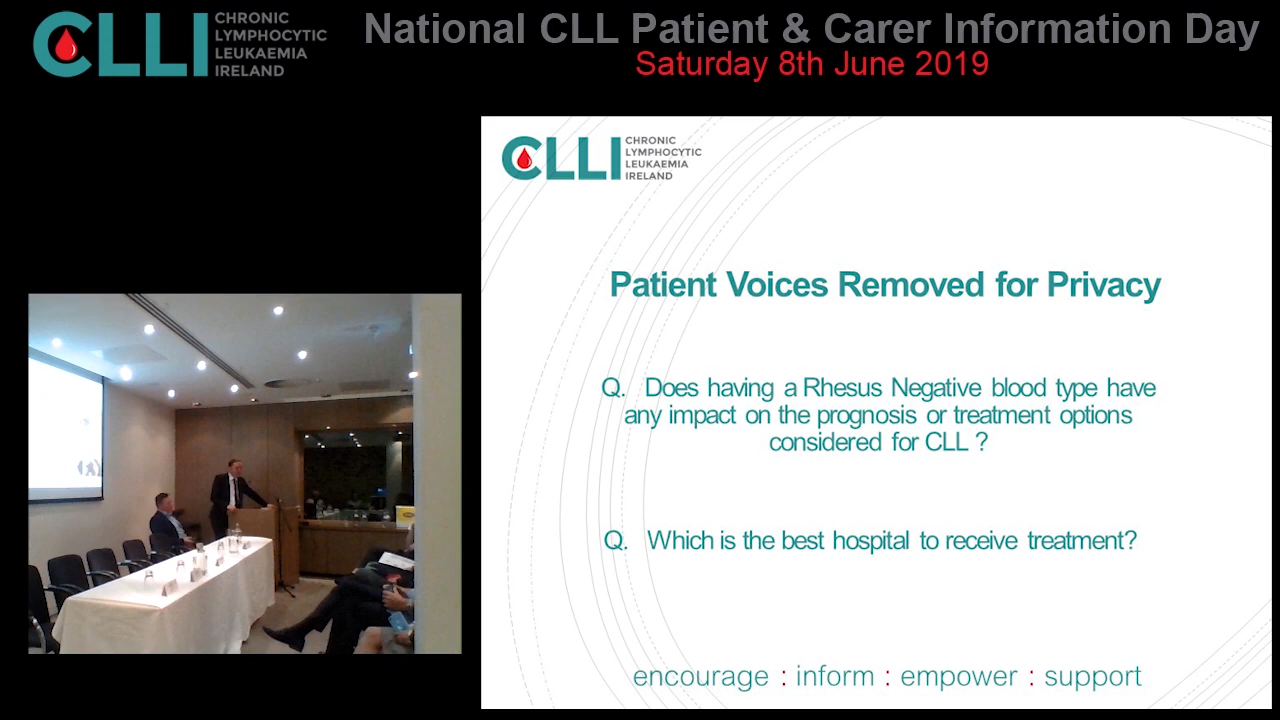 CLLI
CHRONIC
LYMPHOCYTIC
LEUKAEMIA
IRELAND
National CLL Patient & Carer Information Day
Saturday 8th June 2019
CLLI
CHRONIC
LYMPHOCYTIC
LEUKAEMIA
IRELAND
Patient Voices Removed for Privacy
Q. Does having a Rhesus Negative blood type have
any impact on the prognosis or treatment options
considered for CLL ?
Q. Which is the best hospital to receive treatment?
encourage : inform : empower : support